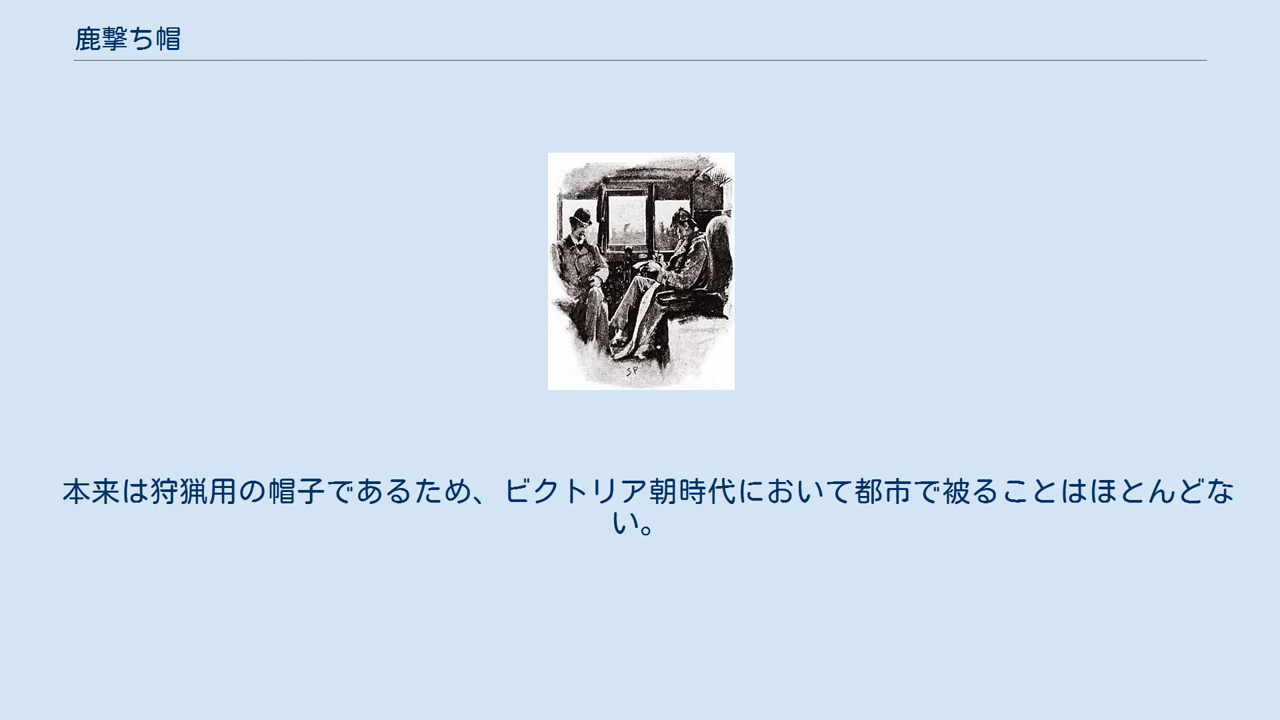 鹿撃ち帽
SP
本来は狩猟用の帽子であるため、ビクトリア朝時代において都市で被ることはほとんどな
い。